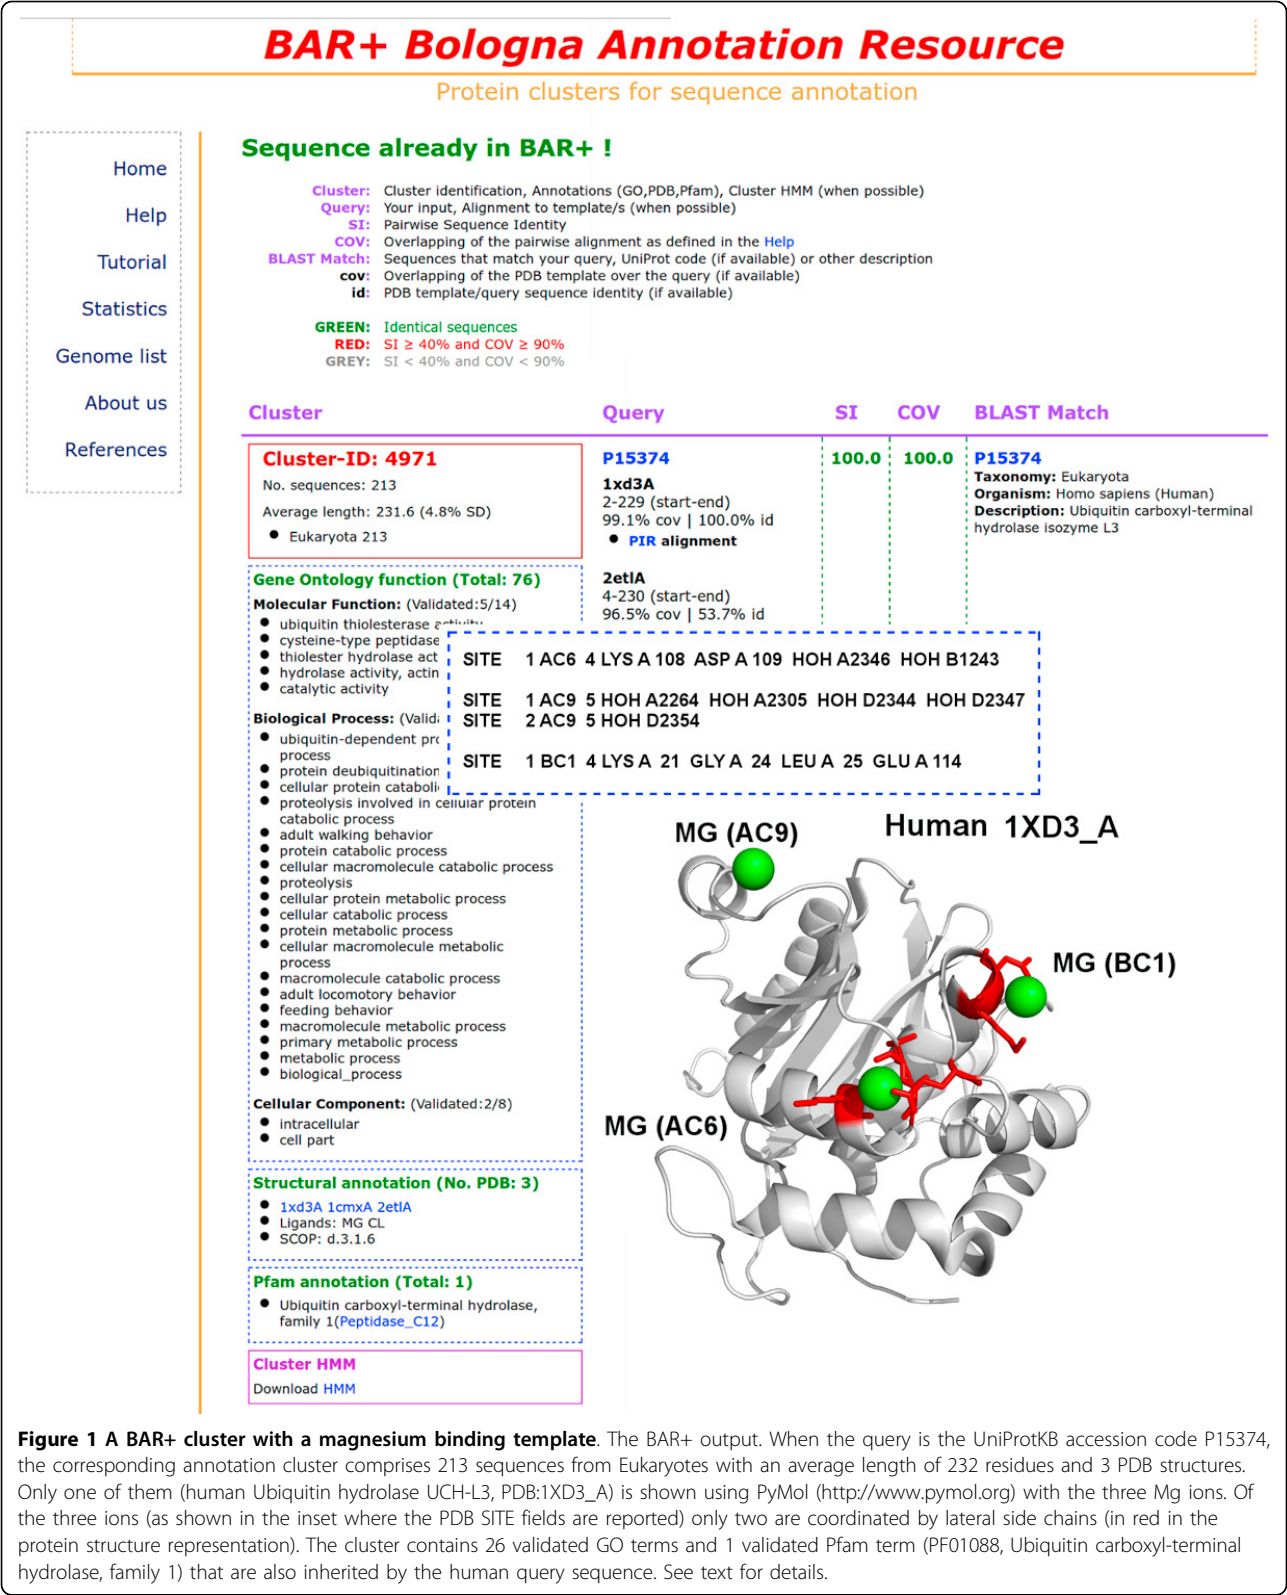 BAR+ Bologna Annotation Resource
Protein clusters for sequence annotation
Home
Help
Tutorial
Statistics
Genome list
About us
References
Sequence already in BAR+ !
Cluster: Cluster identification, Annotations (GO,PDB,Pfam), Cluster HMM (when possible)
Query: Your input, Alignment to template/s (when possible)
SI: Pairwise Sequence Identity
COV: Overlapping of the pairwise alignment as defined in the Help
BLAST Match: Sequences that match your query, UniProt code (if available) or other description
cov: Overlapping of the PDB template over the query (if available)
id: PDB template/query sequence identity (if available)
GREEN: Identical sequences
RED: SI ≥ 40% and COV ≥ 90%
GREY: SI < 40% and COV < 90%
Cluster Query SI COV BLAST Match
Cluster-ID: 4971
No. sequences: 213
Average length: 231.6 (4.8% SD)
• Eukaryota 213
P15374
1xd3A
2-229 (start-end)
99.1% cov | 100.0% id
• PIR alignment
2etlA
4-230 (start-end)
96.5% cov | 53.7% id
100.0
100.0
P15374
Taxonomy: Eukaryota
Organism: Homo sapiens (Human)
Description: Ubiquitin carboxyl-terminal
hydrolase isozyme L3
Gene Ontology function (Total: 76)
Molecular Function: (Validated:5/14)
• ubiquitin thiolesterase activity
• cysteine-type peptidase
• thiolester hydrolase act
• hydrolase activity, actin
• catalytic activity
Biological Process: (Valid
• ubiquitin-dependent pro
process
• protein deubiquitination
• cellular protein cataboli
• proteolysis involved in cellular protein
catabolic process
• adult walking behavior
• protein catabolic process
• cellular macromolecule catabolic process
• proteolysis
• cellular protein metabolic process
• cellular catabolic process
• protein metabolic process
• cellular macromolecule metabolic
process
• macromolecule catabolic process
• adult locomotory behavior
• feeding behavior
• macromolecule metabolic process
• primary metabolic process
• metabolic process
• biological_process
Cellular Component: (Validated:2/8)
• intracellular
• cell part
Structural annotation (No. PDB: 3)
• 1xd3A 1cmxA 2etlA
• Ligands: MG CL
• SCOP: d.3.1.6
Pfam annotation (Total: 1)
• Ubiquitin carboxyl-terminal hydrolase,
family 1(Peptidase_C12)
Cluster HMM
Download HMM
SITE 1 AC6 4 LYS A 108 ASP A 109 HOH A2346 HOH B1243
SITE 1 AC9 5 HOH A2264 HOH A2305 HOH D2344 HOH D2347
SITE 2 AC9 5 HOH D2354
SITE 1 BC1 4 LYS A 21 GLY A 24 LEU A 25 GLU A 114
Human 1XD3_A
MG (AC9)
MG (BC1)
MG (AC6)
Figure 1 A BAR+ cluster with a magnesium binding template. The BAR+ output. When the query is the UniProtKB accession code P15374,
the corresponding annotation cluster comprises 213 sequences from Eukaryotes with an average length of 232 residues and 3 PDB structures.
Only one of them (human Ubiquitin hydrolase UCH-L3, PDB:1XD3_A) is shown using PyMol (http://www.pymol.org) with the three Mg ions. Of
the three ions (as shown in the inset where the PDB SITE fields are reported) only two are coordinated by lateral side chains (in red in the
protein structure representation). The cluster contains 26 validated GO terms and 1 validated Pfam term (PF01088, Ubiquitin carboxyl-terminal
hydrolase, family 1) that are also inherited by the human query sequence. See text for details.